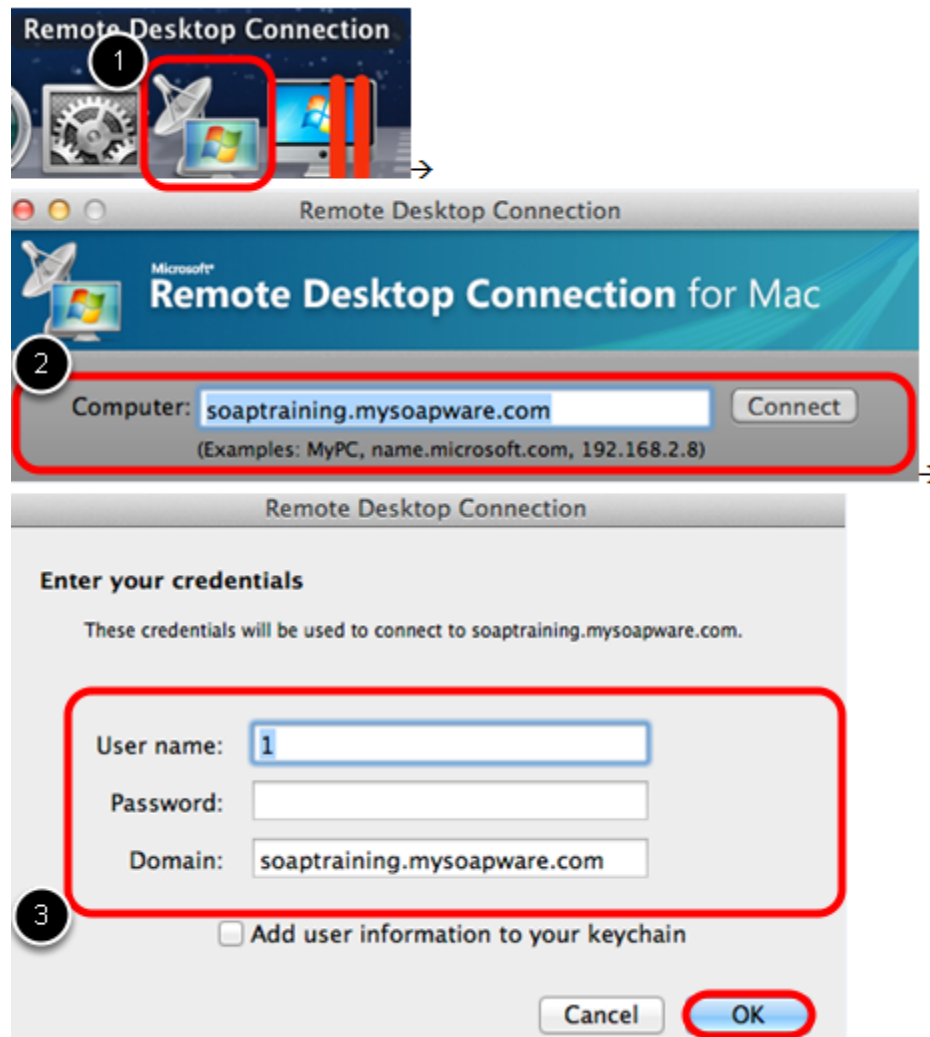 Remote Desktop Connection
1
→
Remote Desktop Connection
Microsoft®
Remote Desktop Connection for Mac
2
Computer: soaptraining.mysoapware.com Connect
(Examples: MyPC, name.microsoft.com, 192.168.2.8)
→
Remote Desktop Connection
Enter your credentials
These credentials will be used to connect to soaptraining.mysoapware.com.
User name: 1
Password:
Domain: soaptraining.mysoapware.com
3
Add user information to your keychain
Cancel OK